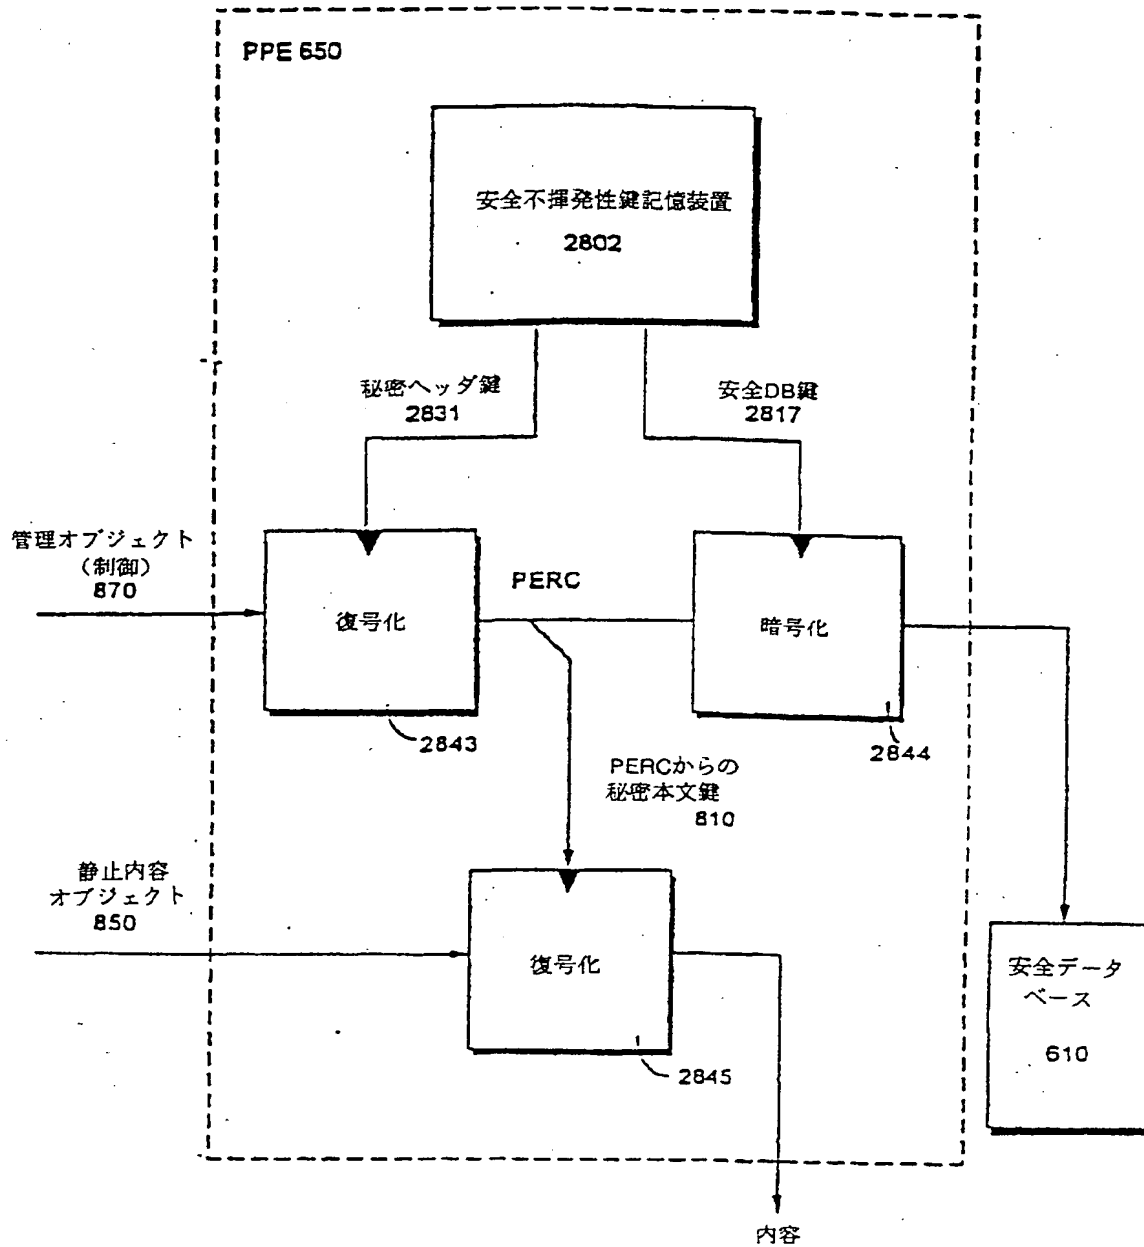 PPE 650
安全不揮発性鍵記憶装置
2802
秘密ヘッダ鍵
2831
安全DB鍵
2817
管理オブジェクト
（制御）
870
復号化
PERC
暗号化
2843
2844
PERCからの
秘密本文鍵
810
静止内容
オブジェクト
850
復号化
2845
安全データ
ベース
610
内容